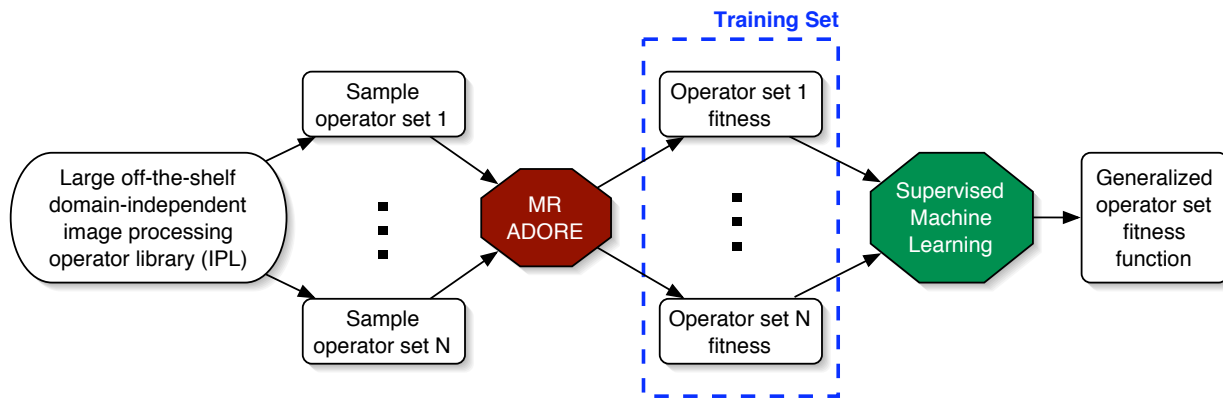 Training Set
Large off-the-shelf
domain-independent
image processing
operator library (IPL)
Sample
operator set 1
Sample
operator set N
MR
ADORE
Operator set 1
fitness
Operator set N
fitness
Supervised
Machine
Learning
Generalized
operator set
fitness
function